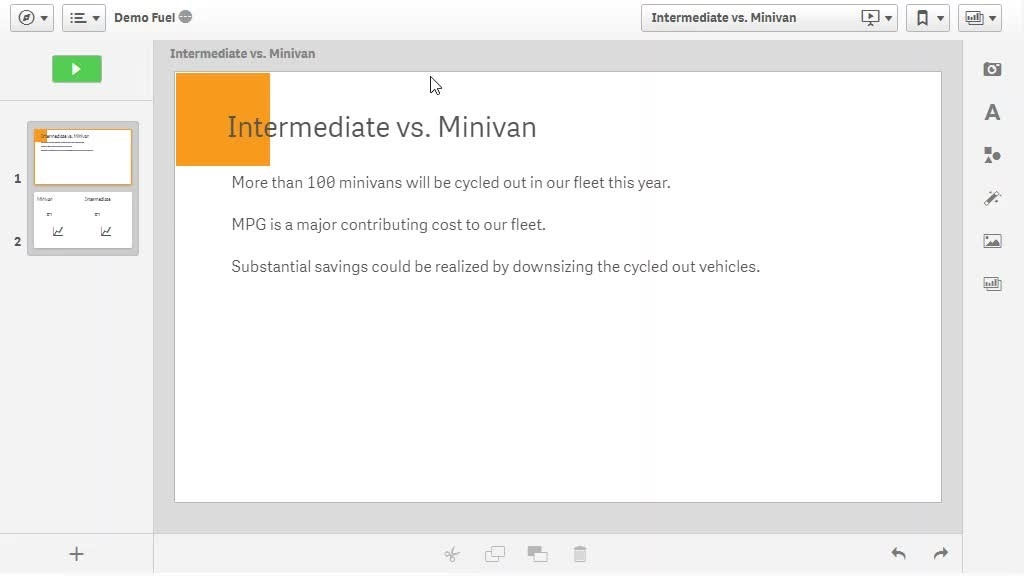 Demo Fuel
Intermediate vs. Minivan
Intermediate vs. Minivan
Intermediate vs. Minivan
More than 100 minivans will be cycled out in our fleet this year.
MPG is a major contributing cost to our fleet.
Substantial savings could be realized by downsizing the cycled out vehicles.
1
Intermediate vs. Minivan
2
Minivan
Intermediate
A